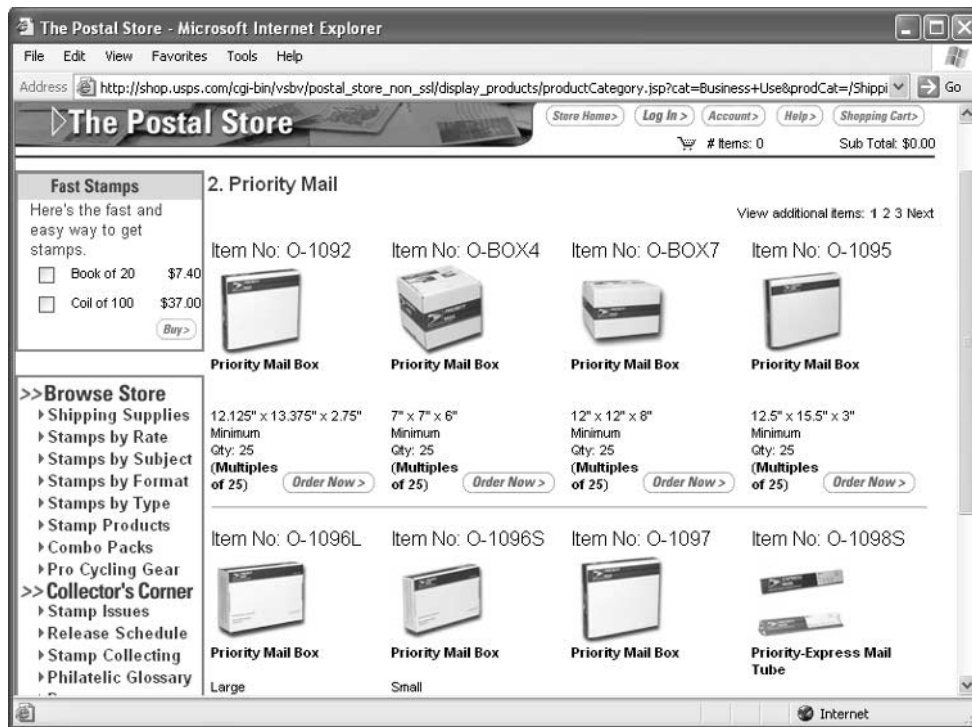 The Postal Store - Microsoft Internet Explorer
File Edit View Favorites Tools Help
Address http://shop.usps.com/cgi-bin/vsbv/postal_store_non_ssl/display_products/productCategory.jsp?cat=Business+Use&prodCat=/Shippi Go
The Postal Store
Store Home> Log In > Account> Help> Shopping Cart>
# Items: 0 Sub Total: $0.00
Fast Stamps
Here's the fast and
easy way to get
stamps.
Book of 20 $7.40
Coil of 100 $37.00
Buy>
>>Browse Store
Shipping Supplies
Stamps by Rate
Stamps by Subject
Stamps by Format
Stamps by Type
Stamp Products
Combo Packs
Pro Cycling Gear
>>Collector's Corner
Stamp Issues
Release Schedule
Stamp Collecting
Philatelic Glossary
2. Priority Mail
View additional items: 1 2 3 Next
Item No: O-1092 Item No: O-BOX4 Item No: O-BOX7 Item No: O-1095
Priority Mail Box Priority Mail Box Priority Mail Box Priority Mail Box
12.125" x 13.375" x 2.75" 7" x 7" x 6" 12" x 12" x 8" 12.5" x 15.5" x 3"
Minimum Minimum Minimum Minimum
Qty: 25 Qty: 25 Qty: 25 Qty: 25
(Multiples (Multiples (Multiples (Multiples
of 25) Order Now > of 25) Order Now > of 25) Order Now > of 25) Order Now >
Item No: O-1096L Item No: O-1096S Item No: O-1097 Item No: O-1098S
Priority Mail Box Priority Mail Box Priority Mail Box Priority-Express Mail
Tube
Large Small
Internet